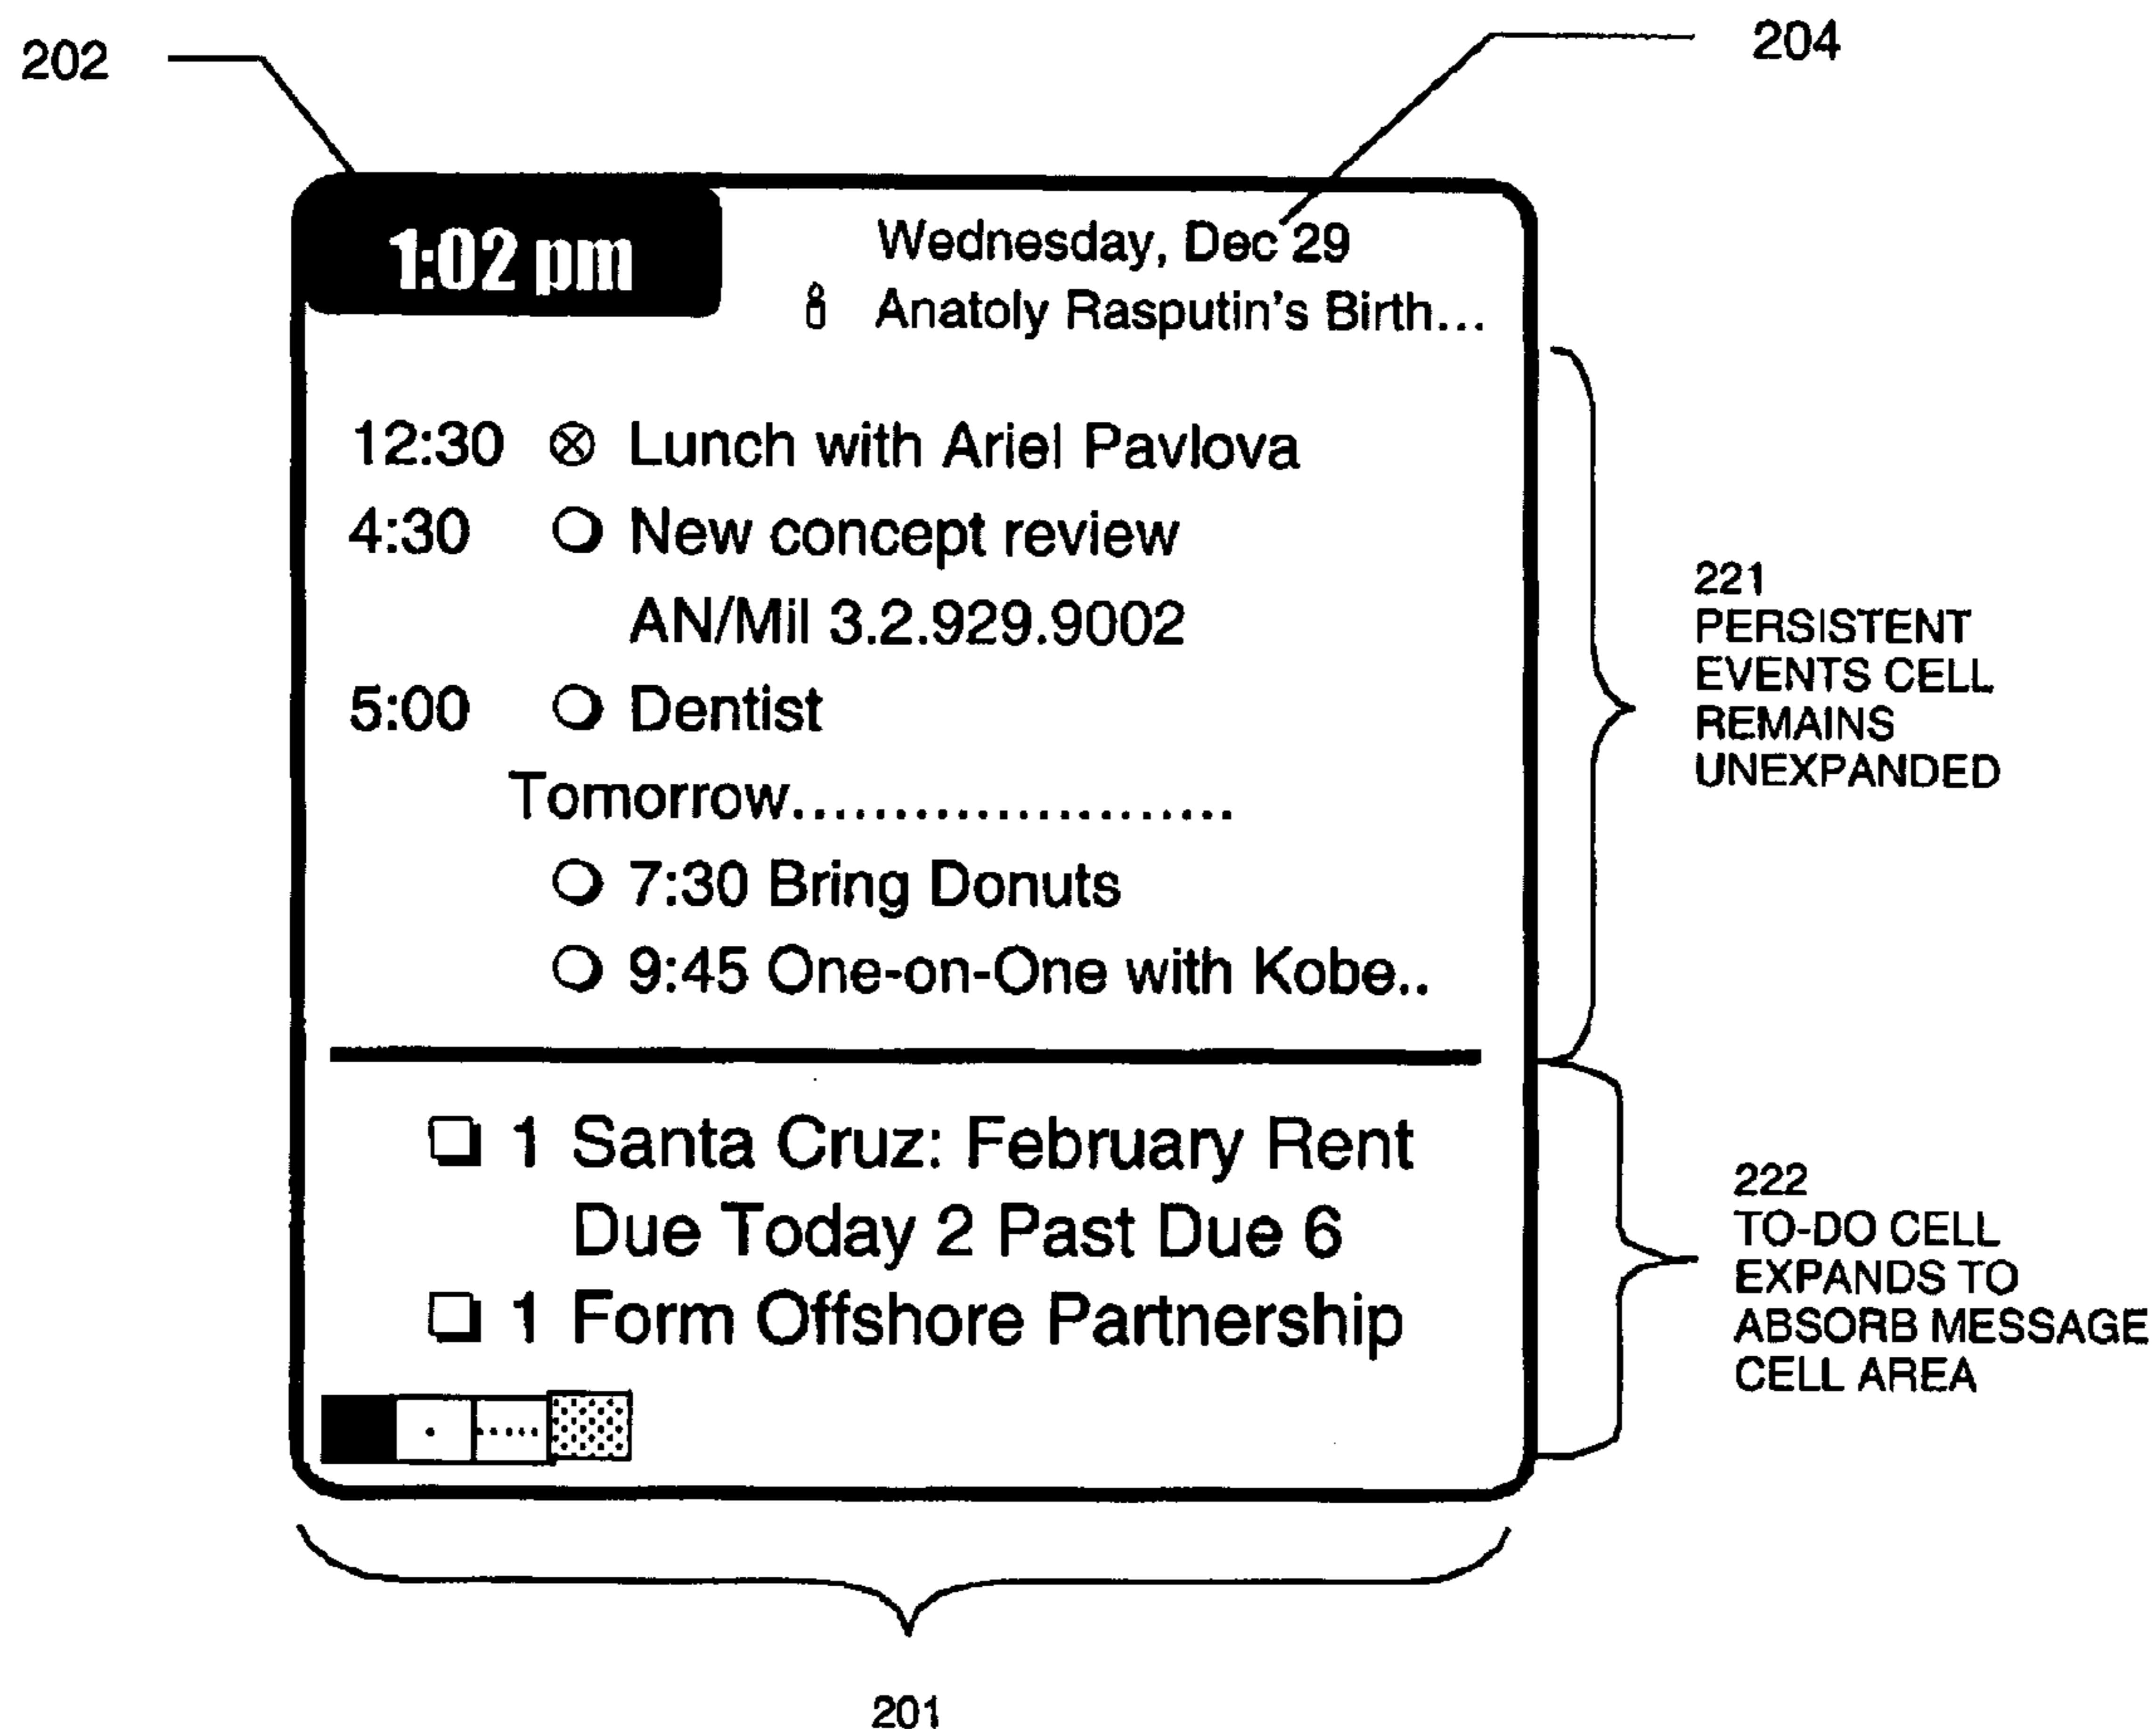 202
204
1:02 pm
Wednesday, Dec 29
Anatoly Rasputin's Birth...
12:30 Lunch with Ariel Pavlova
4:30 New concept review
AN/Mil 3.2.929.9002
5:00 Dentist
Tomorrow......................
7:30 Bring Donuts
9:45 One-on-One with Kobe..
221
PERSISTENT
EVENTS CELL
REMAINS
UNEXPANDED
1 Santa Cruz: February Rent
Due Today 2 Past Due 6
1 Form Offshore Partnership
222
TO-DO CELL
EXPANDS TO
ABSORB MESSAGE
CELL AREA
201